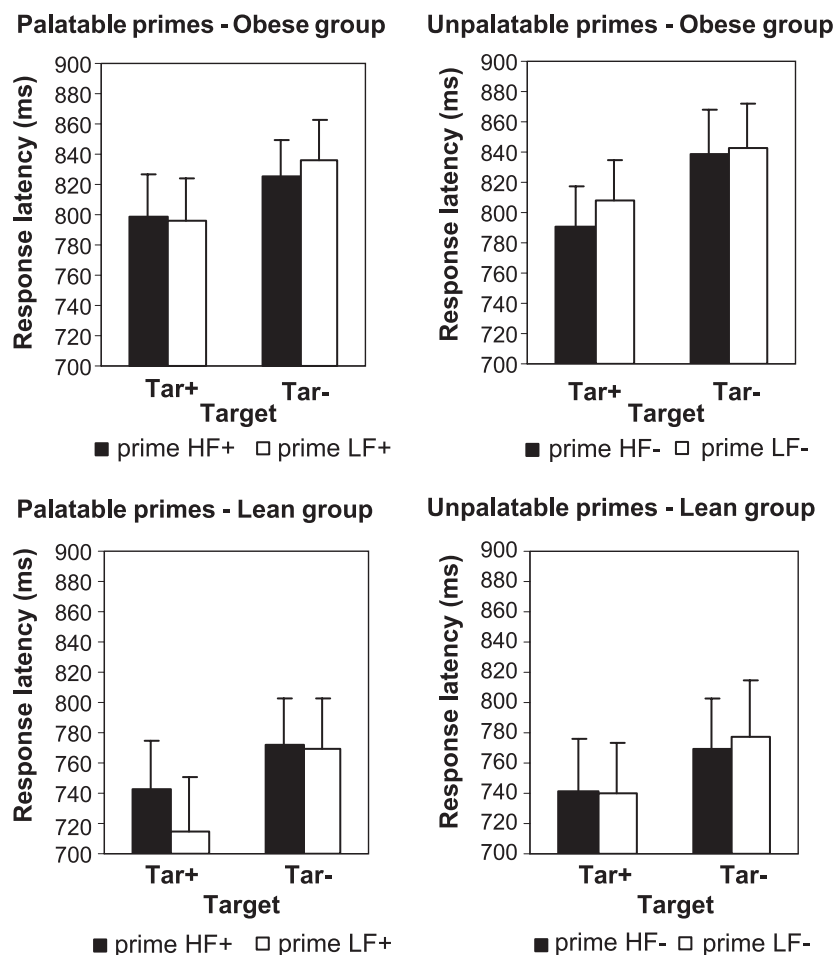 Palatable primes - Obese group
Response latency (ms)
900
880
860
840
820
800
780
760
740
720
700
Tar+ Tar-
Target
■ prime HF+ □ prime LF+
Unpalatable primes - Obese group
Response latency (ms)
900
880
860
840
820
800
780
760
740
720
700
Tar+ Tar-
Target
■ prime HF- □ prime LF-
Palatable primes - Lean group
Response latency (ms)
900
880
860
840
820
800
780
760
740
720
700
Tar+ Tar-
Target
■ prime HF+ □ prime LF+
Unpalatable primes - Lean group
Response latency (ms)
900
880
860
840
820
800
780
760
740
720
700
Tar+ Tar-
Target
■ prime HF- □ prime LF-